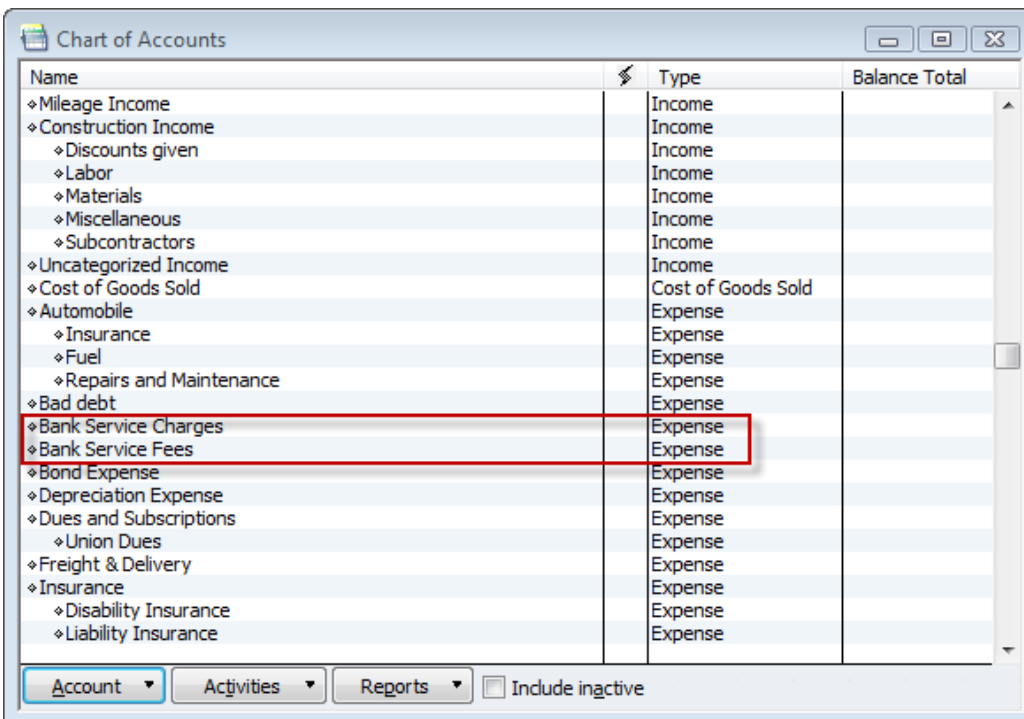 Chart of Accounts
Name Type Balance Total
Mileage Income Income
Construction Income Income
Discounts given Income
Labor Income
Materials Income
Miscellaneous Income
Subcontractors Income
Uncategorized Income Income
Cost of Goods Sold Cost of Goods Sold
Automobile Expense
Insurance Expense
Fuel Expense
Repairs and Maintenance Expense
Bad debt Expense
Bank Service Charges Expense
Bank Service Fees Expense
Bond Expense Expense
Depreciation Expense Expense
Dues and Subscriptions Expense
Union Dues Expense
Freight & Delivery Expense
Insurance Expense
Disability Insurance Expense
Liability Insurance Expense
Account Activities Reports Include inactive